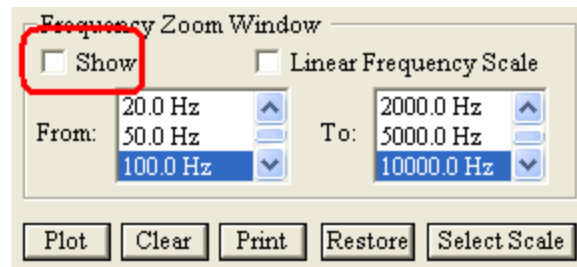 Frequency Zoom Window
Show Linear Frequency Scale
From: 20.0 Hz 50.0 Hz 100.0 Hz To: 2000.0 Hz 5000.0 Hz 10000.0 Hz
Plot Clear Print Restore Select Scale